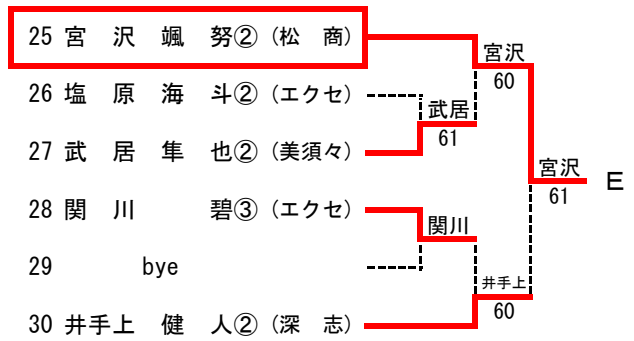 25 宮 沢 颯 努② (松 商)
宮沢
60
26 塩 原 海 斗② (エクセ)
武居
61
27 武 居 隼 也② (美須々)
宮沢
61
E
28 関 川 碧③ (エクセ)
関川
29 bye
井手上
60
30 井手上 健 人② (深 志)